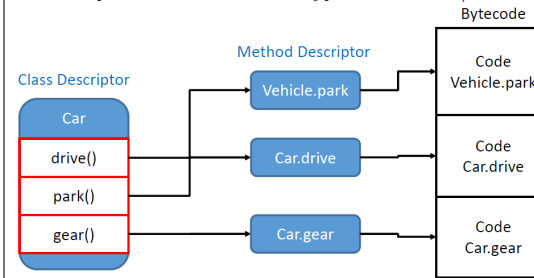 Bytecode
Method Descriptor
Class Descriptor
Car
drive()
park()
gear()
Vehicle.park
Car.drive
Car.gear
Code
Vehicle.park
Code
Car.drive
Code
Car.gear